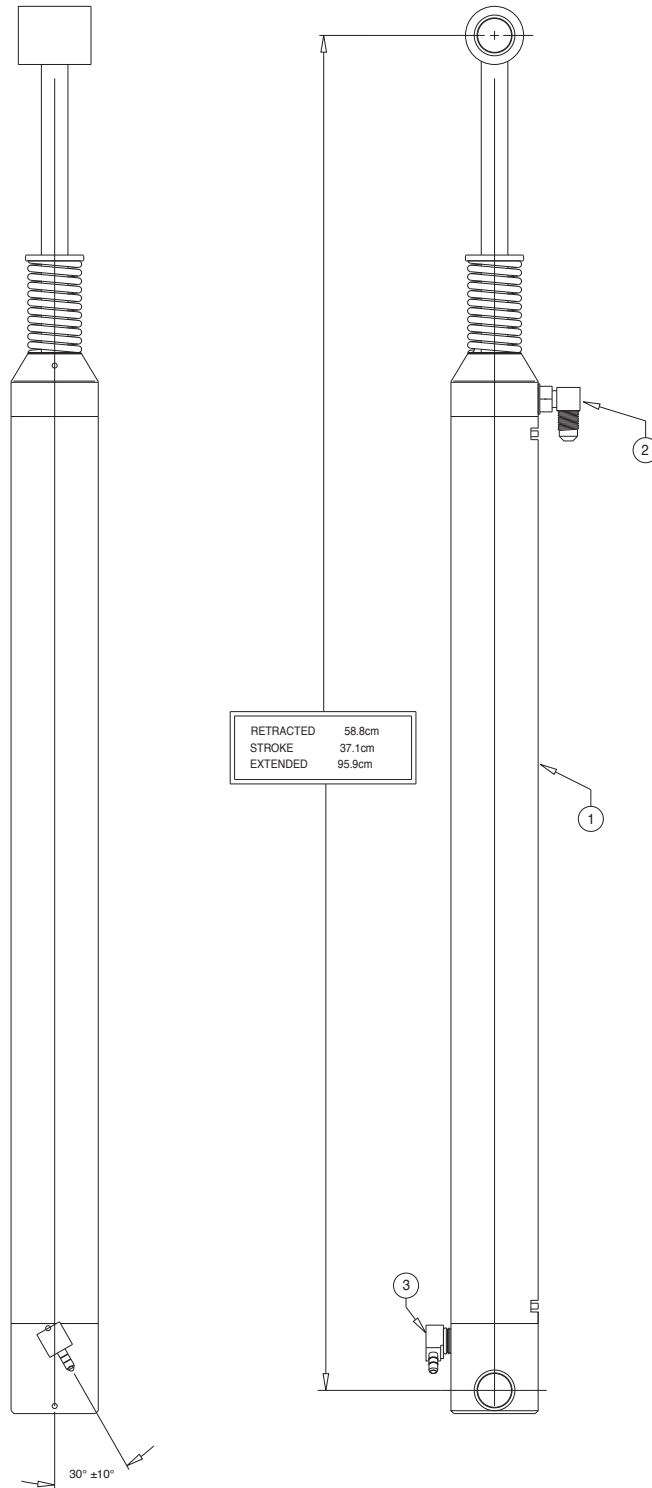 2
RETRACTED 58.8cm
STROKE 37.1cm
EXTENDED 95.9cm
1
3
30° ±10°